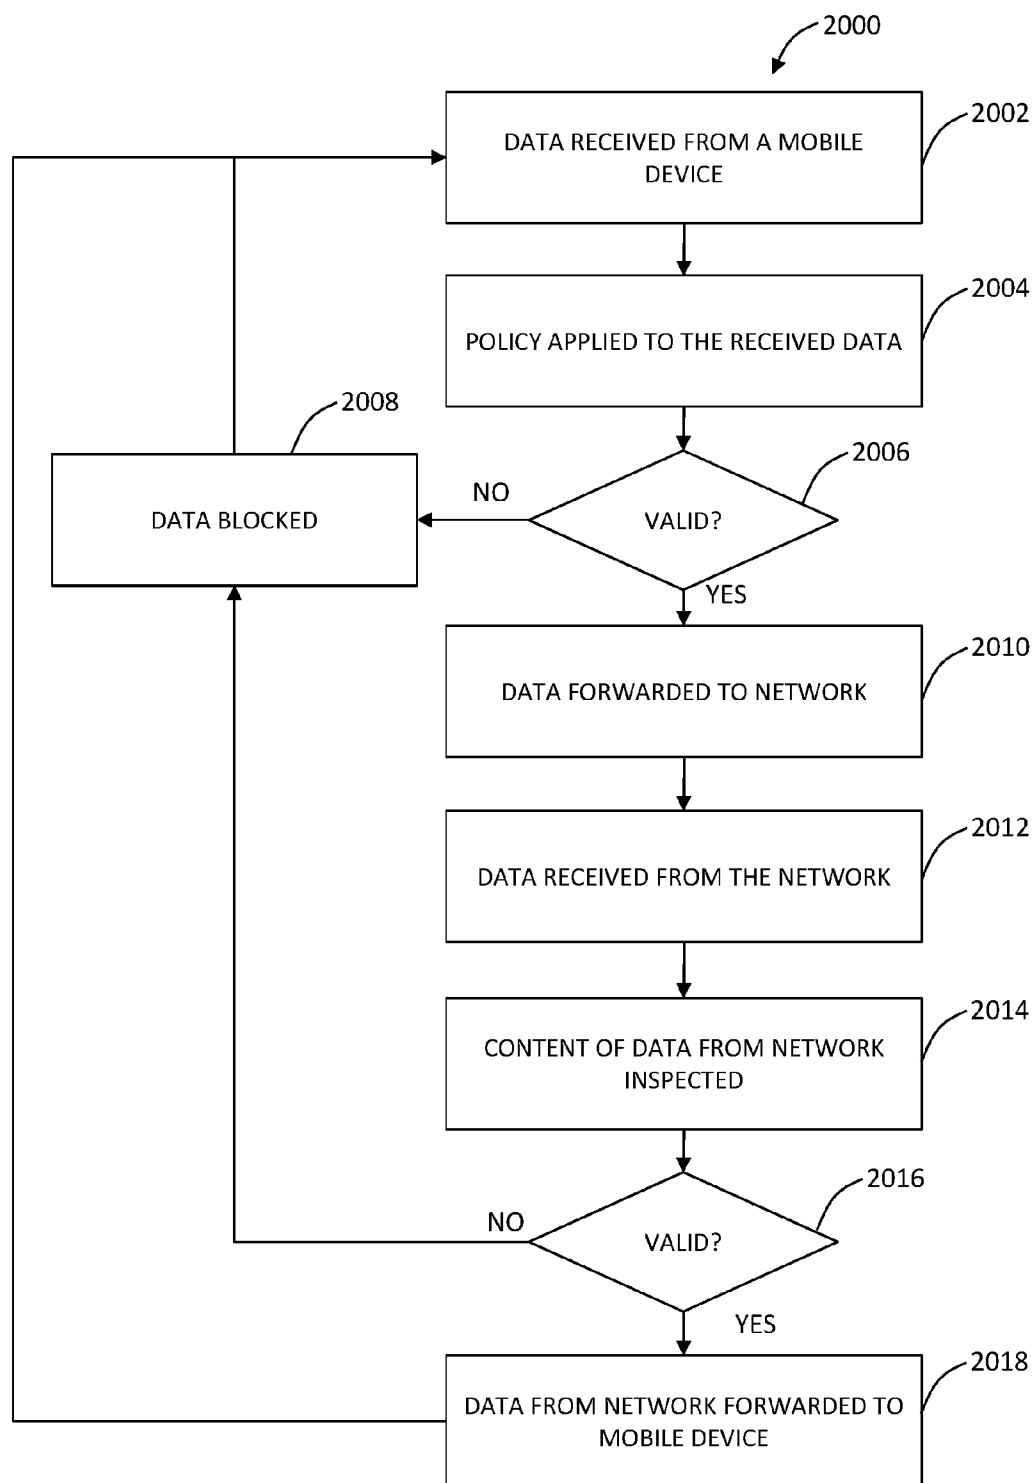 2000
2002
DATA RECEIVED FROM A MOBILE
DEVICE
2004
POLICY APPLIED TO THE RECEIVED DATA
2008
2006
DATA BLOCKED
NO
VALID?
YES
2010
DATA FORWARDED TO NETWORK
2012
DATA RECEIVED FROM THE NETWORK
2014
CONTENT OF DATA FROM NETWORK
INSPECTED
2016
NO
VALID?
YES
2018
DATA FROM NETWORK FORWARDED TO
MOBILE DEVICE